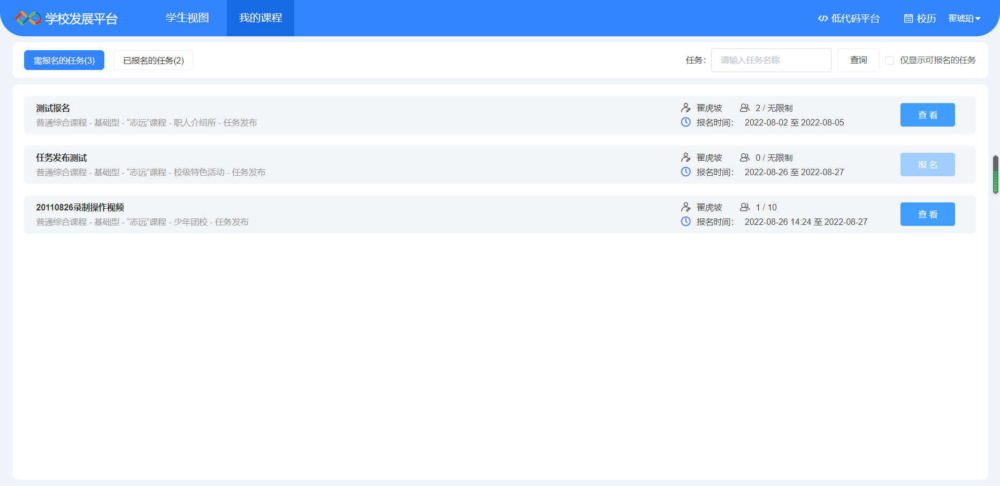 学校发展平台
学生视图
我的课程
低代码平台
校历
翟琥珀
需报名的任务(3)
已报名的任务(2)
任务：
请输入任务名称
查询
仅显示可报名的任务
测试报名
翟虎坡 2 / 无限制
查 看
普通综合课程 - 基础型 - “志远”课程 - 职人介绍所 - 任务发布
报名时间： 2022-08-02 至 2022-08-05
任务发布测试
翟虎坡 0 / 无限制
报 名
普通综合课程 - 基础型 - “志远”课程 - 校级特色活动 - 任务发布
报名时间： 2022-08-26 至 2022-08-27
20110826录制操作视频
翟虎坡 1 / 10
查 看
普通综合课程 - 基础型 - “志远”课程 - 少年团校 - 任务发布
报名时间： 2022-08-26 14:24 至 2022-08-27